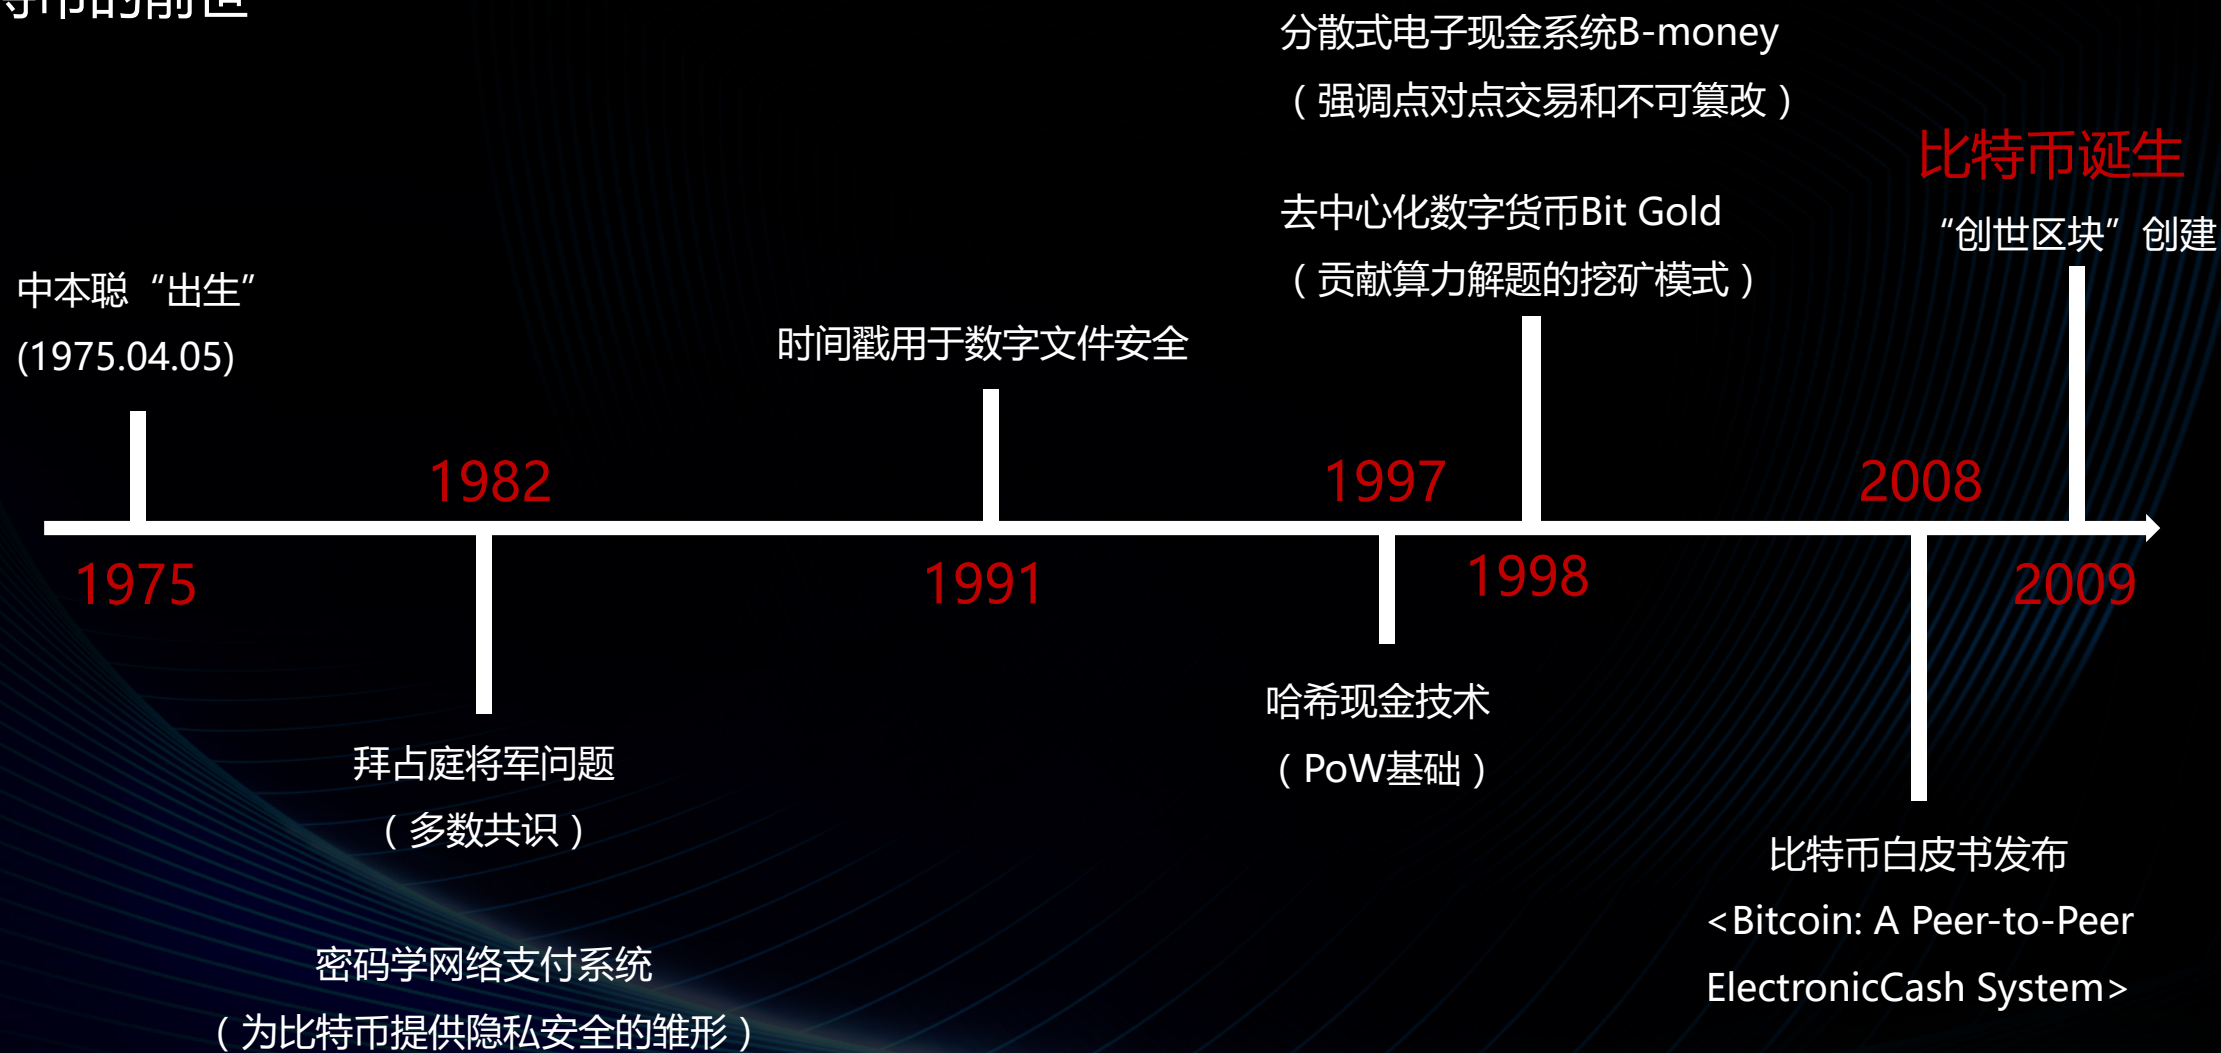 特币的前世
分散式电子现金系统B-money
（强调点对点交易和不可篡改）
去中心化数字货币Bit Gold
（贡献算力解题的挖矿模式）
比特币诞生
“创世区块”创建
中本聪“出生”
(1975.04.05)
时间戳用于数字文件安全
1982
1997
2008
1975
1991
1998
2009
拜占庭将军问题
（多数共识）
密码学网络支付系统
（为比特币提供隐私安全的雏形）
哈希现金技术
（PoW基础）
比特币白皮书发布
<Bitcoin: A Peer-to-Peer
ElectronicCash System>